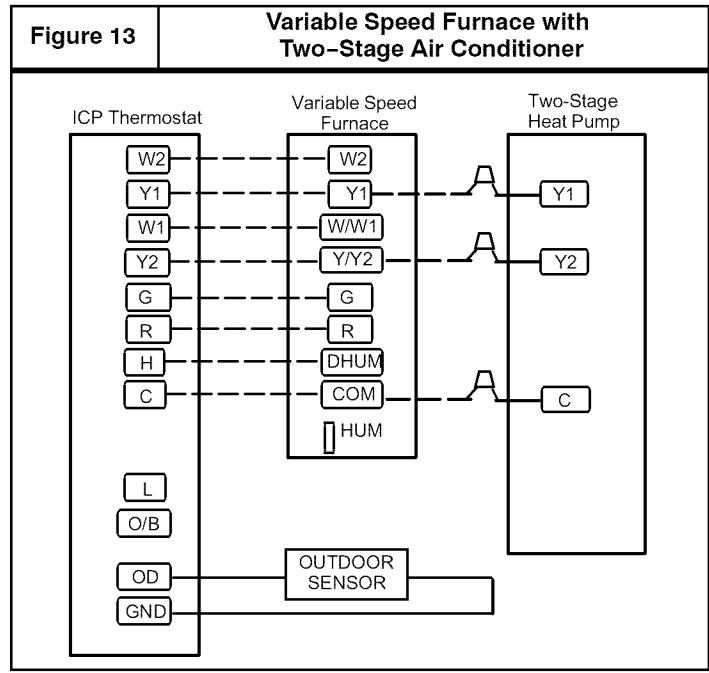 Figure 13
Variable Speed Furnace with
Two-Stage Air Conditioner
ICP Thermostat
Variable Speed
Furnace
Two-Stage
Heat Pump
W2
W2
Y1
Y1
Y1
W1
W/W1
Y2
Y/Y2
Y2
G
G
R
R
H
DHUM
C
COM
C
HUM
L
O/B
OD
OUTDOOR
SENSOR
GND